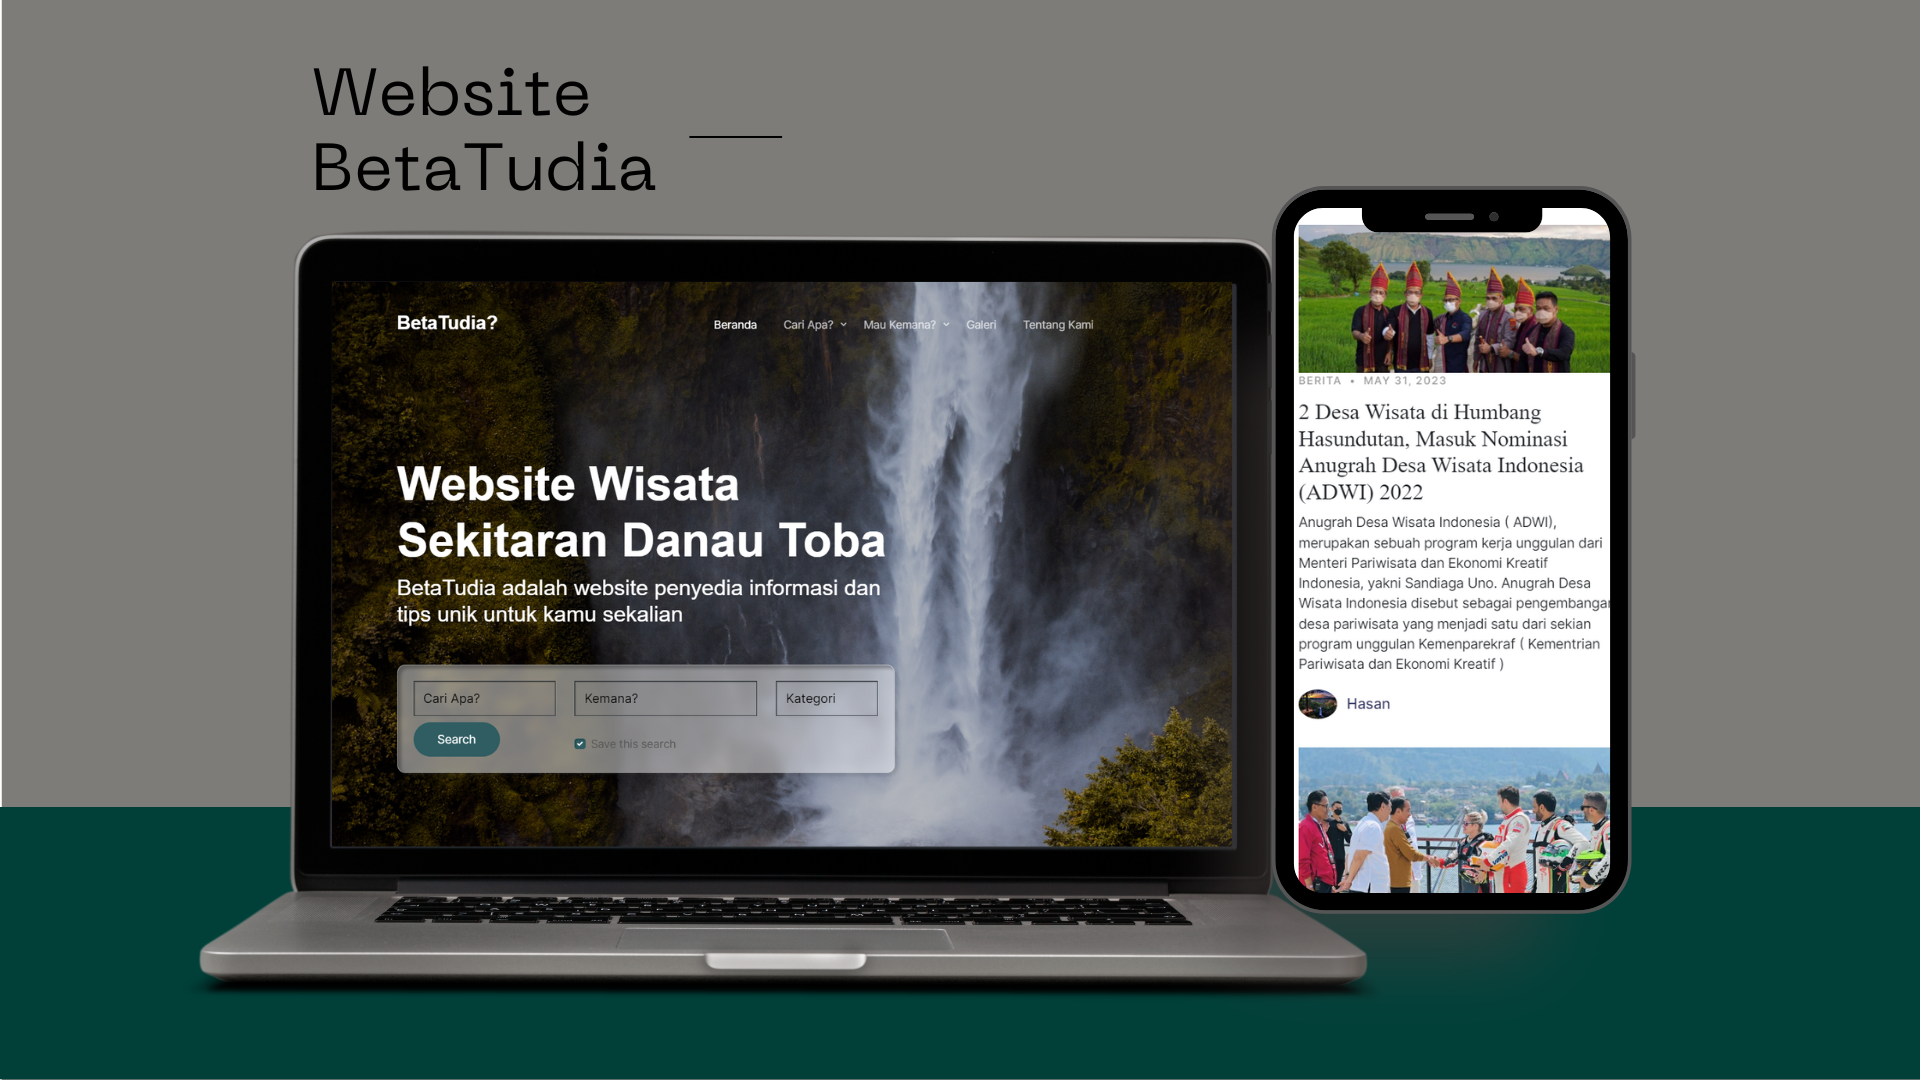 Website
BetaTudia
BetaTudia?
Beranda Cari Apa? Mau Kemana? Galeri Tentang Kami
Website Wisata
Sekitaran Danau Toba
BetaTudia adalah website penyedia informasi dan
tips unik untuk kamu sekalian
Cari Apa? Kemana? Kategori
Search Save this search
BERITA • MAY 31, 2023
2 Desa Wisata di Humbang
Hasundutan, Masuk Nominasi
Anugrah Desa Wisata Indonesia
(ADWI) 2022
Anugrah Desa Wisata Indonesia ( ADWI),
merupakan sebuah program kerja unggulan dari
Menteri Pariwisata dan Ekonomi Kreatif
Indonesia, yakni Sandiaga Uno. Anugrah Desa
Wisata Indonesia disebut sebagai pengembangan
desa pariwisata yang menjadi satu dari sekian
program unggulan Kemenparekraf ( Kementrian
Pariwisata dan Ekonomi Kreatif )
Hasan